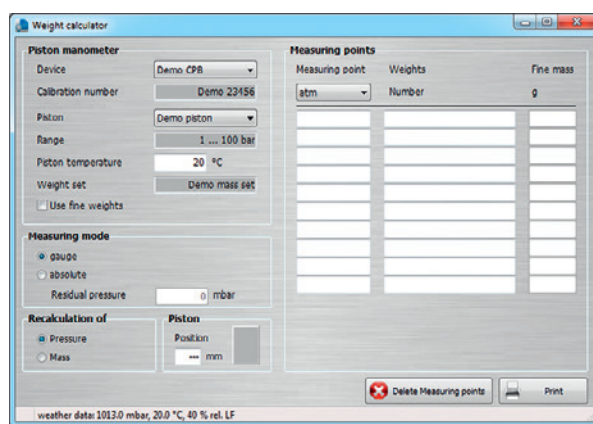 Weight calculator
Piston manometer
Device Demo CPB
Calibration number Demo 23456
Piston Demo piston
Range 1 ... 100 bar
Piston temperature 20 °C
Weight set Demo mass set
Use fine weights
Measuring mode
gauge
absolute
Residual pressure 0 mbar
Recalculation of
Pressure
Mass
Piston
Position
--- mm
Measuring points
Measuring point Weights Fine mass
atm Number g
Delete Measuring points Print
weather data: 1013.0 mbar, 20.0 °C, 40 % rel. LF